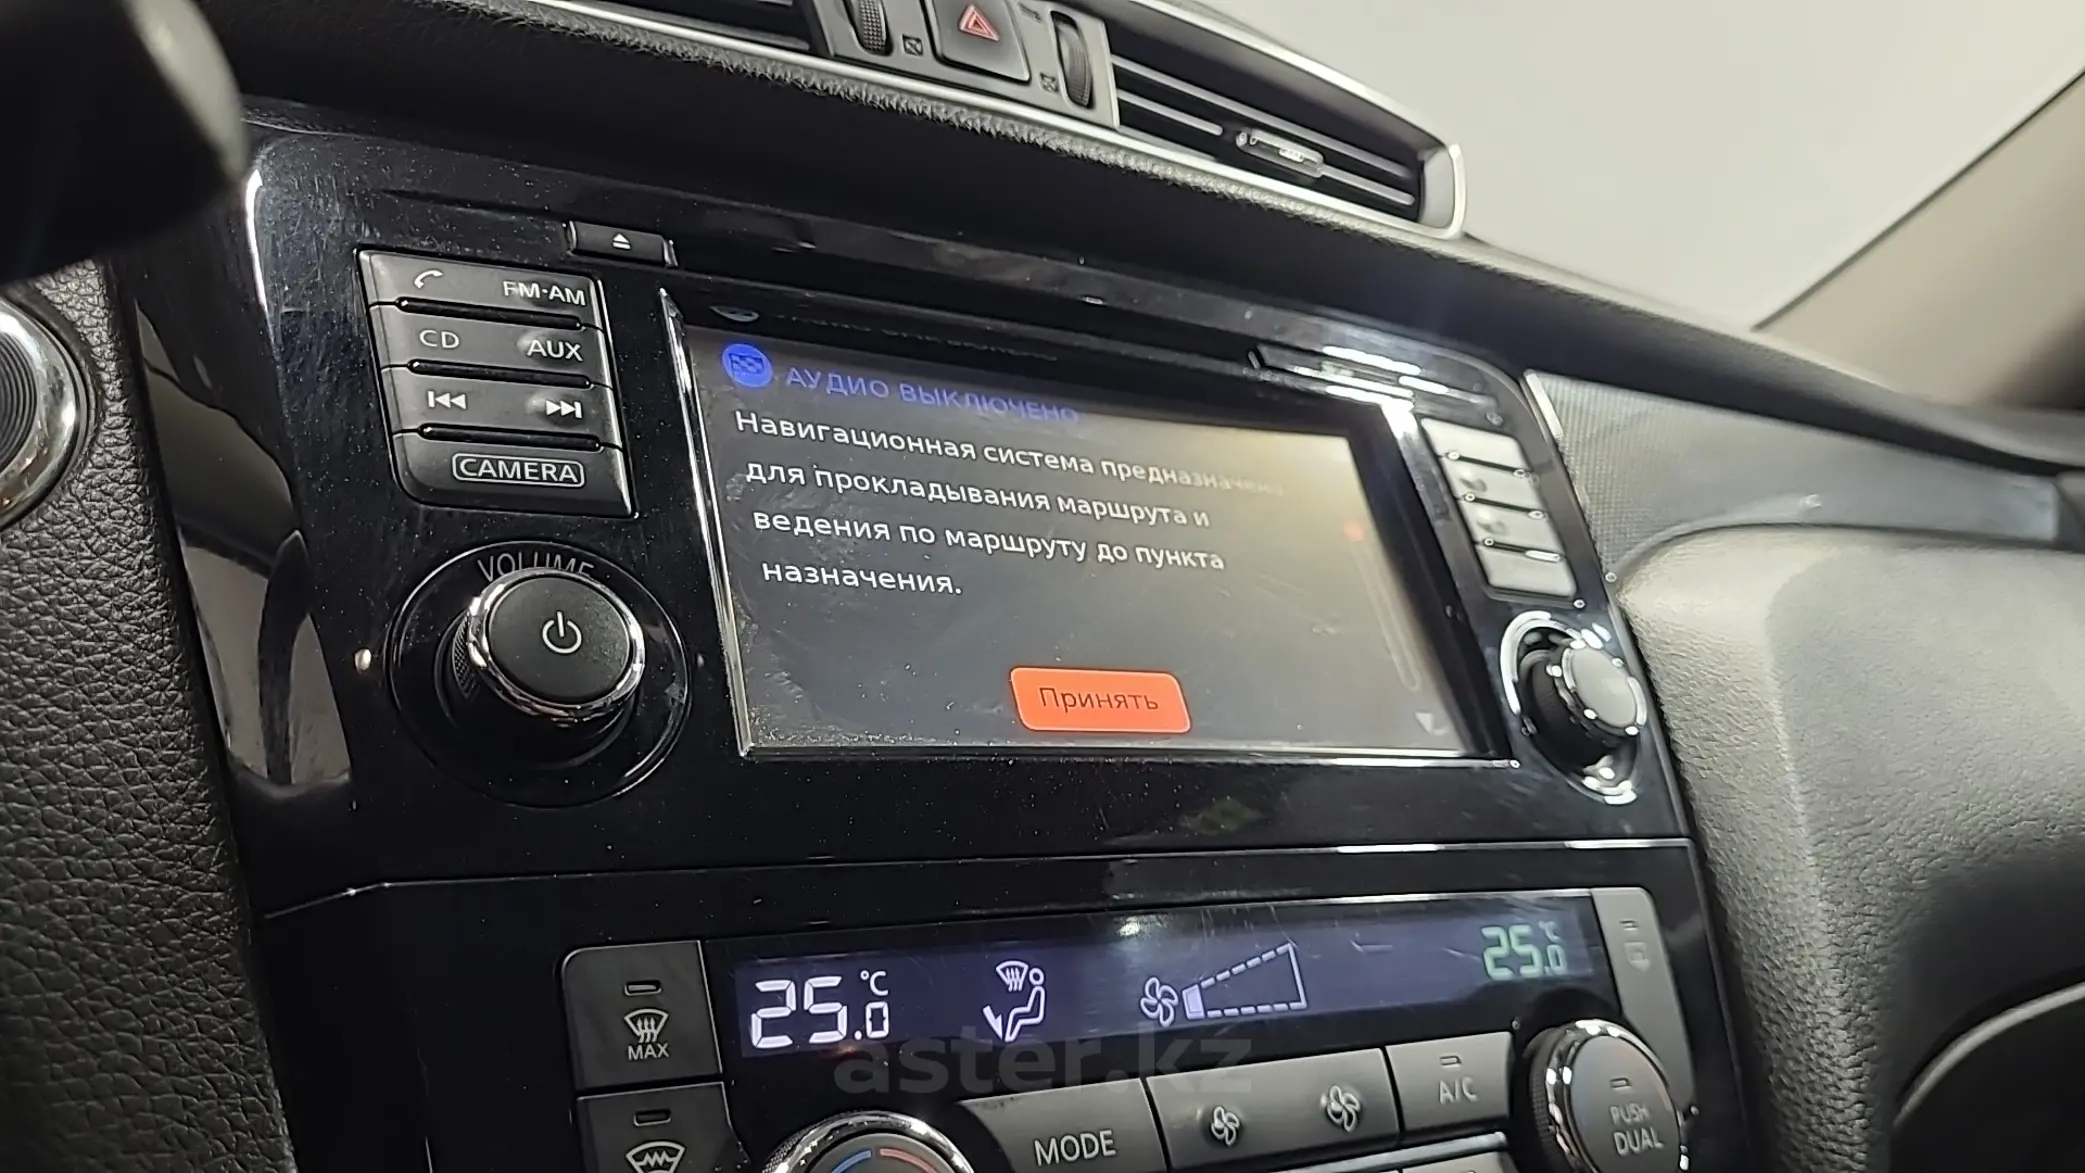 FM·AM
CD
AUX
CAMERA
VOLUME
АУДИО ВЫКЛЮЧЕНО
Навигационная система предназначена
для прокладывания маршрута и
ведения по маршруту до пункта
назначения.
Принять
25.0 °C
25.0 °C
MAX
aster.kz
MODE
A/C
PUSH
DUAL